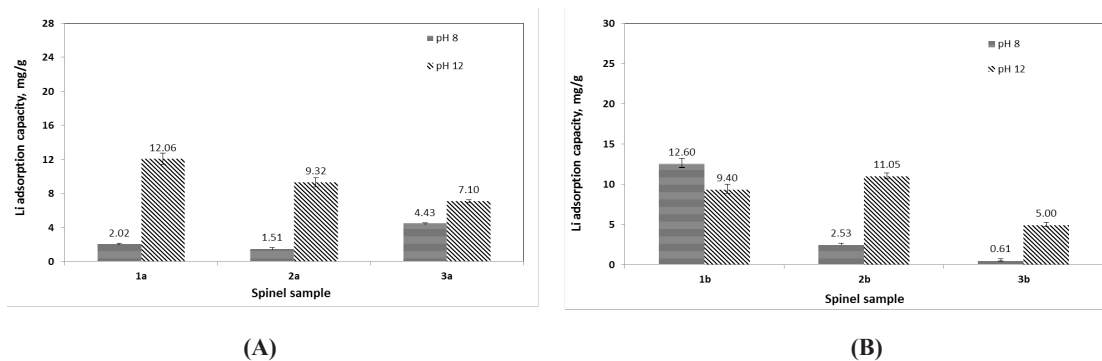 28
24
20
16
12
8
4
0
Li adsorption capacity, mg/g
pH 8
pH 12
2.02
12.06
1.51
9.32
4.43
7.10
1a
2a
3a
Spinel sample
(A)
30
25
20
15
10
5
0
Li adsorption capacity, mg/g
pH 8
pH 12
12.60
9.40
2.53
11.05
0.61
5.00
1b
2b
3b
Spinel sample
(B)